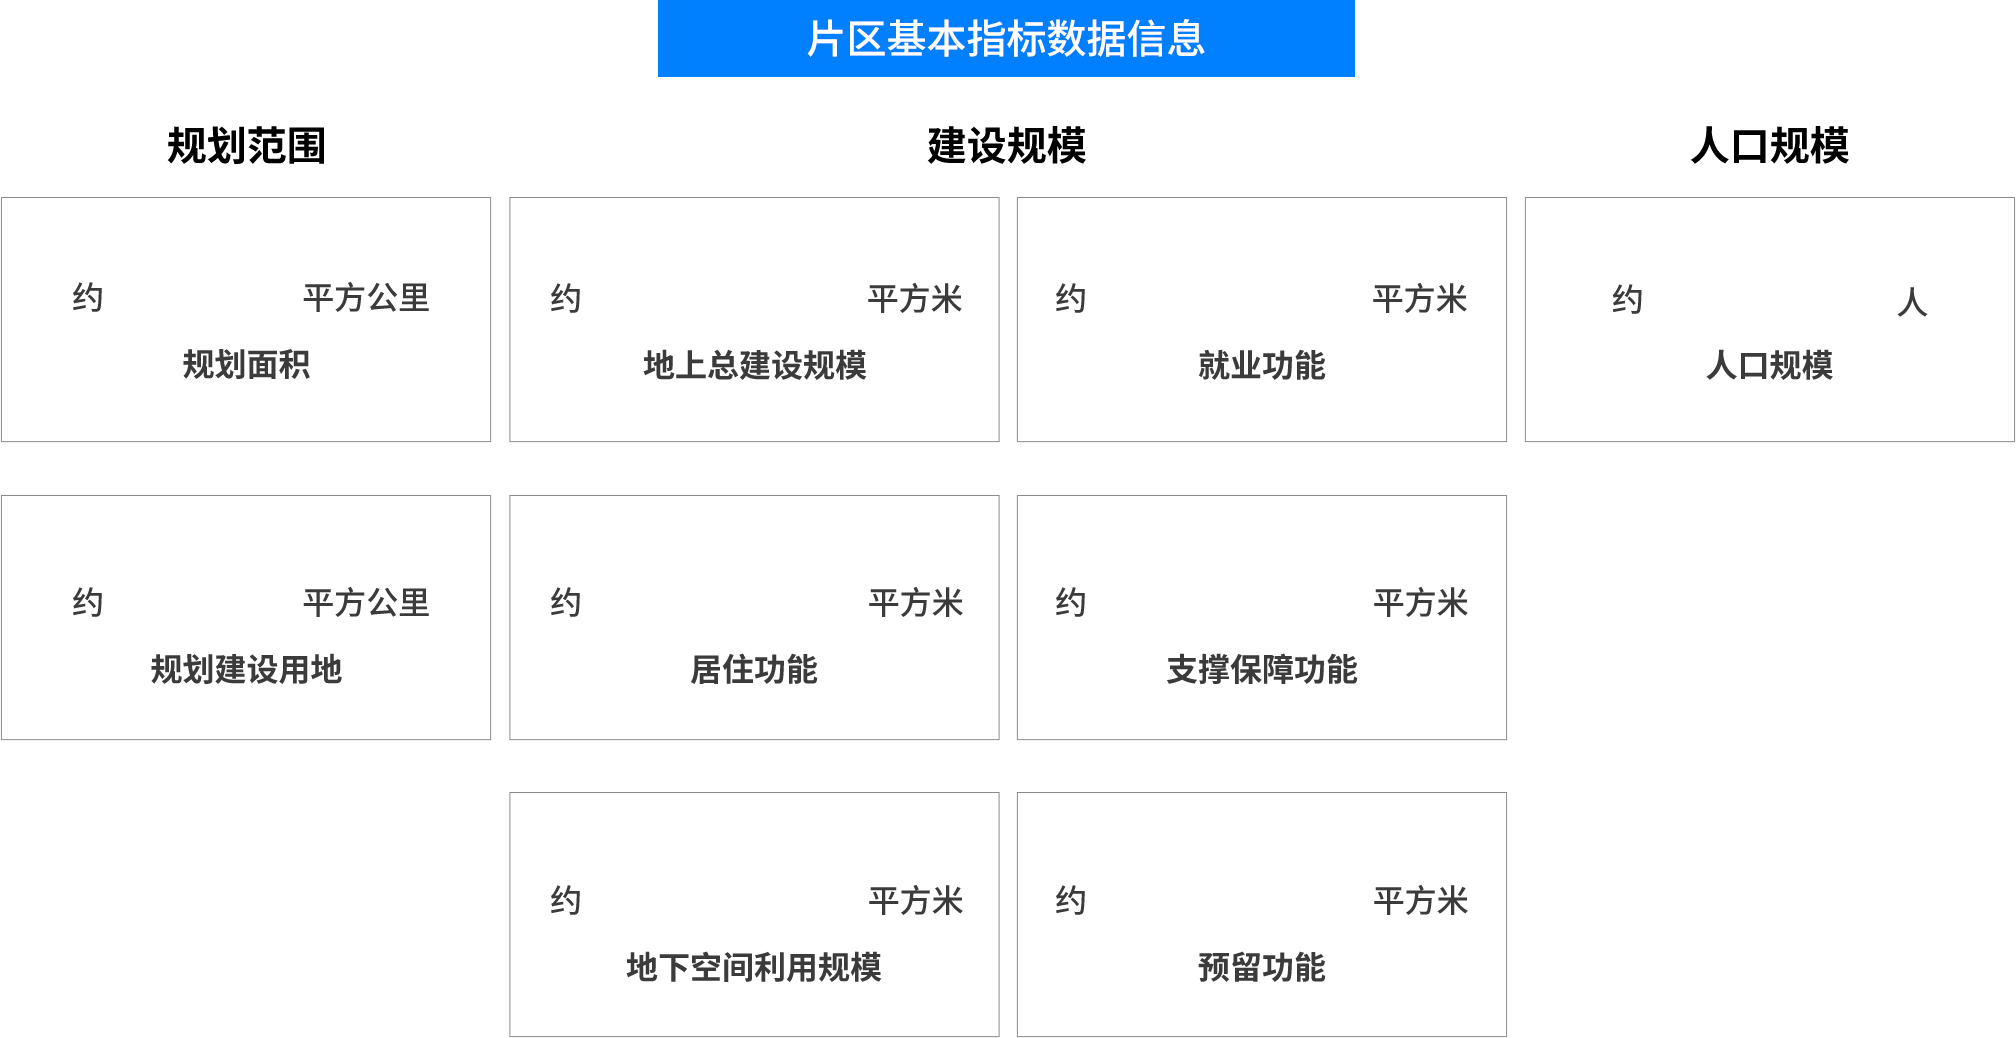 片区基本指标数据信息
规划范围 建设规模 人口规模
约 平方公里
规划面积
约 平方米
地上总建设规模
约 平方米
就业功能
约 人
人口规模
约 平方公里
规划建设用地
约 平方米
居住功能
约 平方米
支撑保障功能
约 平方米
地下空间利用规模
约 平方米
预留功能